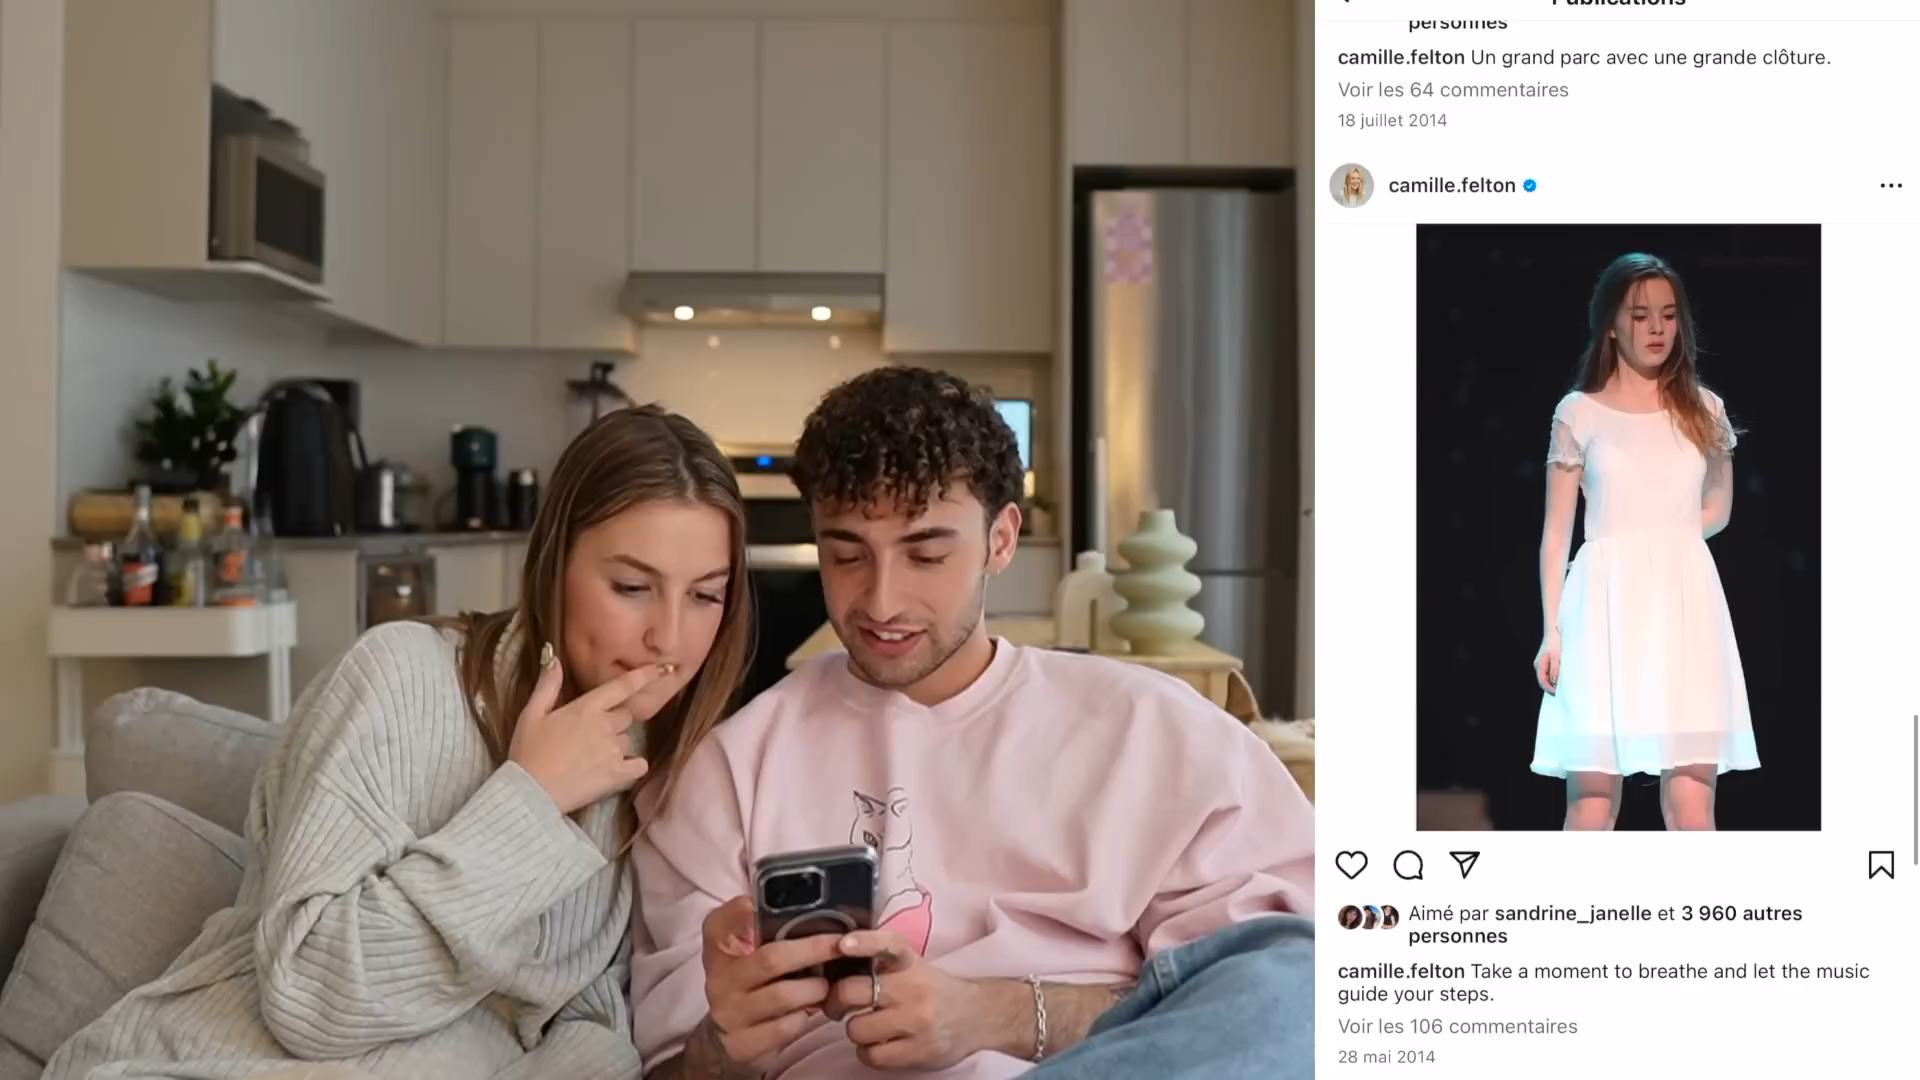 Publications
personnes
camille.felton Un grand parc avec une grande clôture.
Voir les 64 commentaires
18 juillet 2014
camille.felton
Aimé par sandrine_janelle et 3 960 autres
personnes
camille.felton Take a moment to breathe and let the music
guide your steps.
Voir les 106 commentaires
28 mai 2014